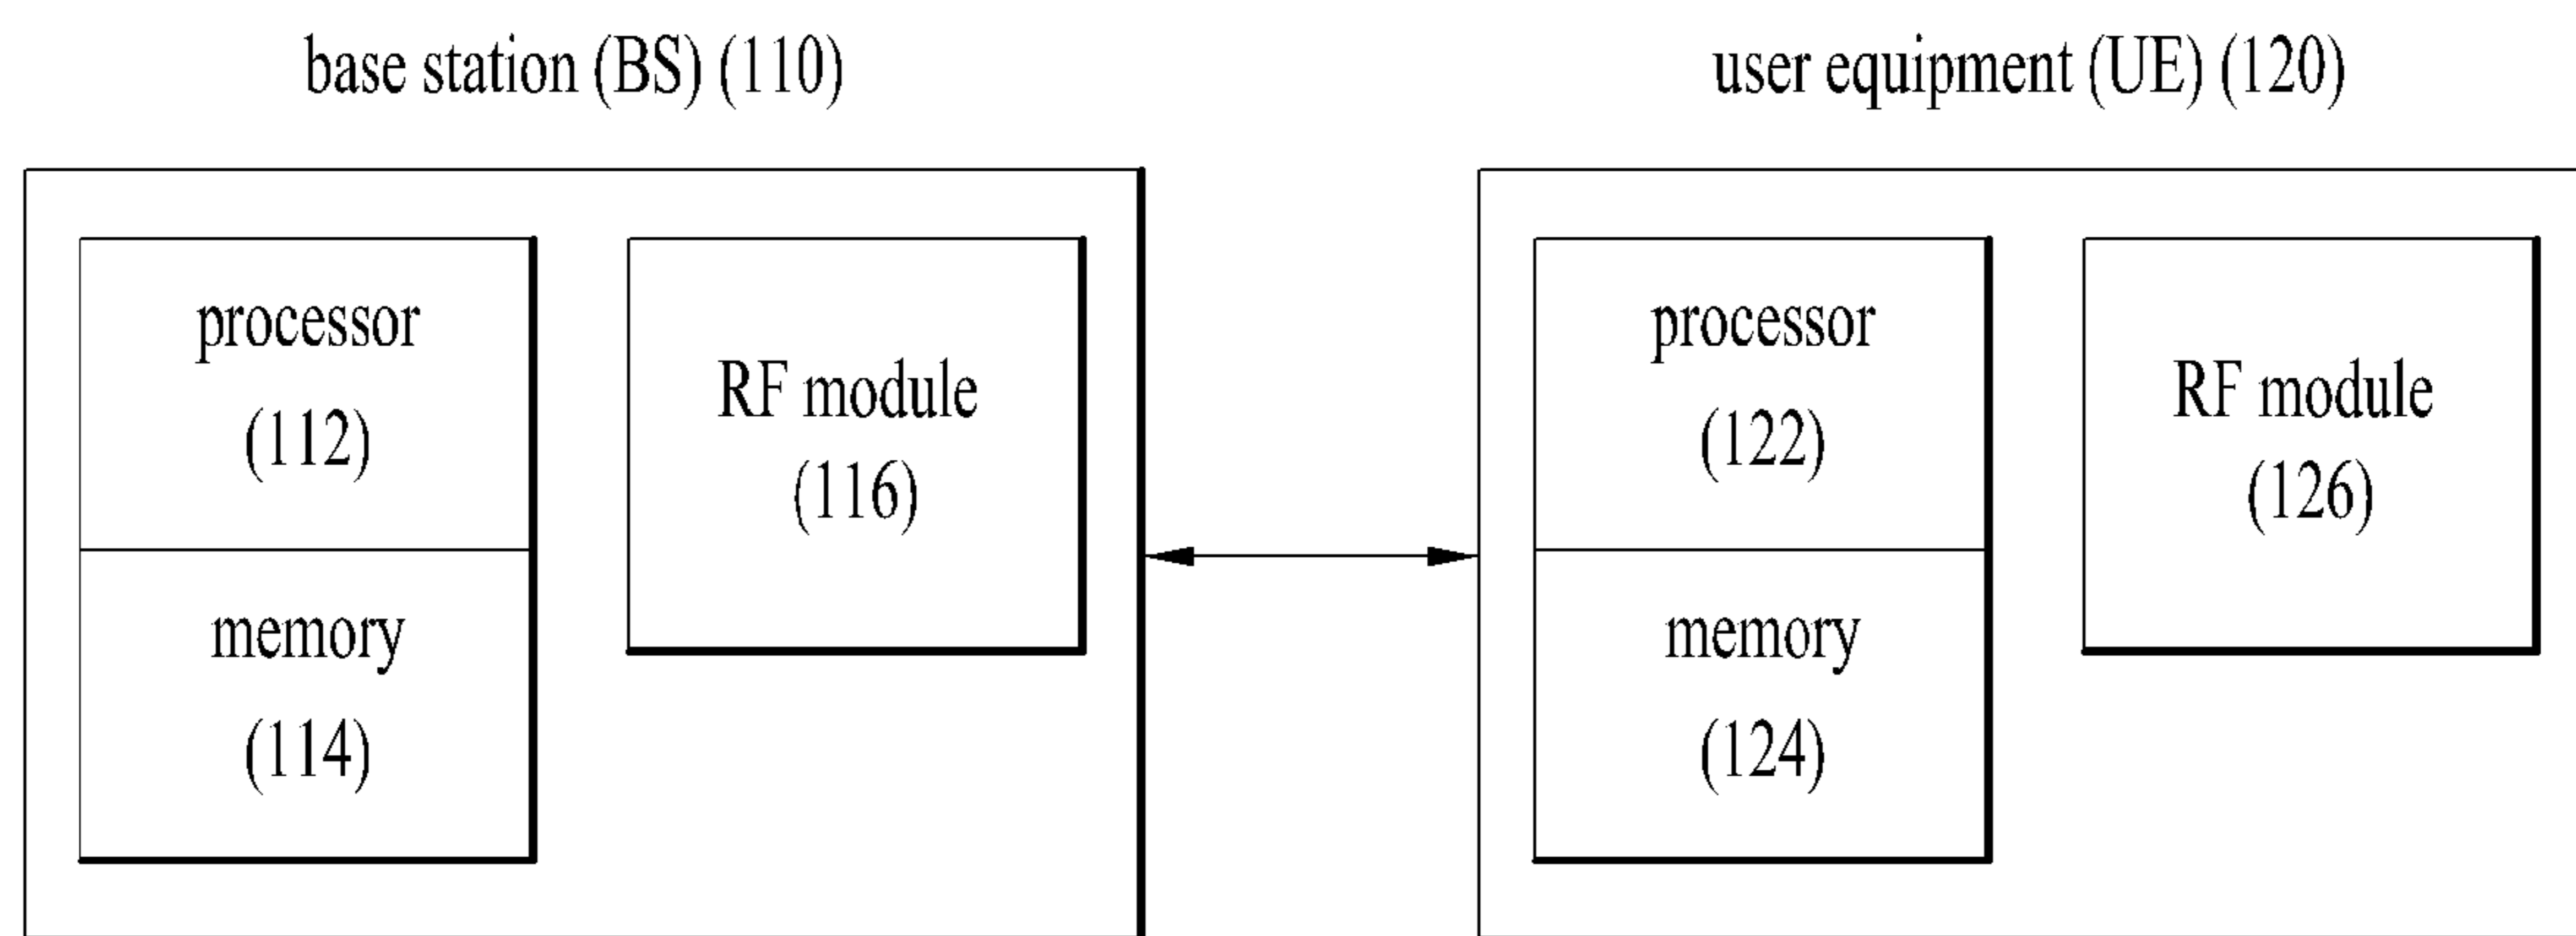 base station (BS) (110)
processor
(112)
memory
(114)
RF module
(116)
user equipment (UE) (120)
processor
(122)
memory
(124)
RF module
(126)